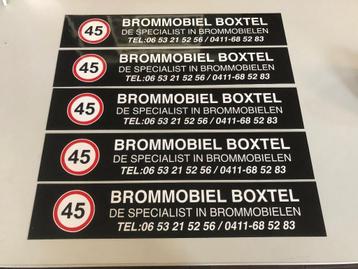 45
BROMMOBIEL BOXTEL
DE SPECIALIST IN BROMMOBIELEN
TEL:06 53 21 52 56 / 0411-68 52 83
45
BROMMOBIEL BOXTEL
DE SPECIALIST IN BROMMOBIELEN
TEL:06 53 21 52 56 / 0411-68 52 83
45
BROMMOBIEL BOXTEL
DE SPECIALIST IN BROMMOBIELEN
TEL:06 53 21 52 56 / 0411-68 52 83
45
BROMMOBIEL BOXTEL
DE SPECIALIST IN BROMMOBIELEN
TEL:06 53 21 52 56 / 0411-68 52 83
45
BROMMOBIEL BOXTEL
DE SPECIALIST IN BROMMOBIELEN
TEL:06 53 21 52 56 / 0411-68 52 83